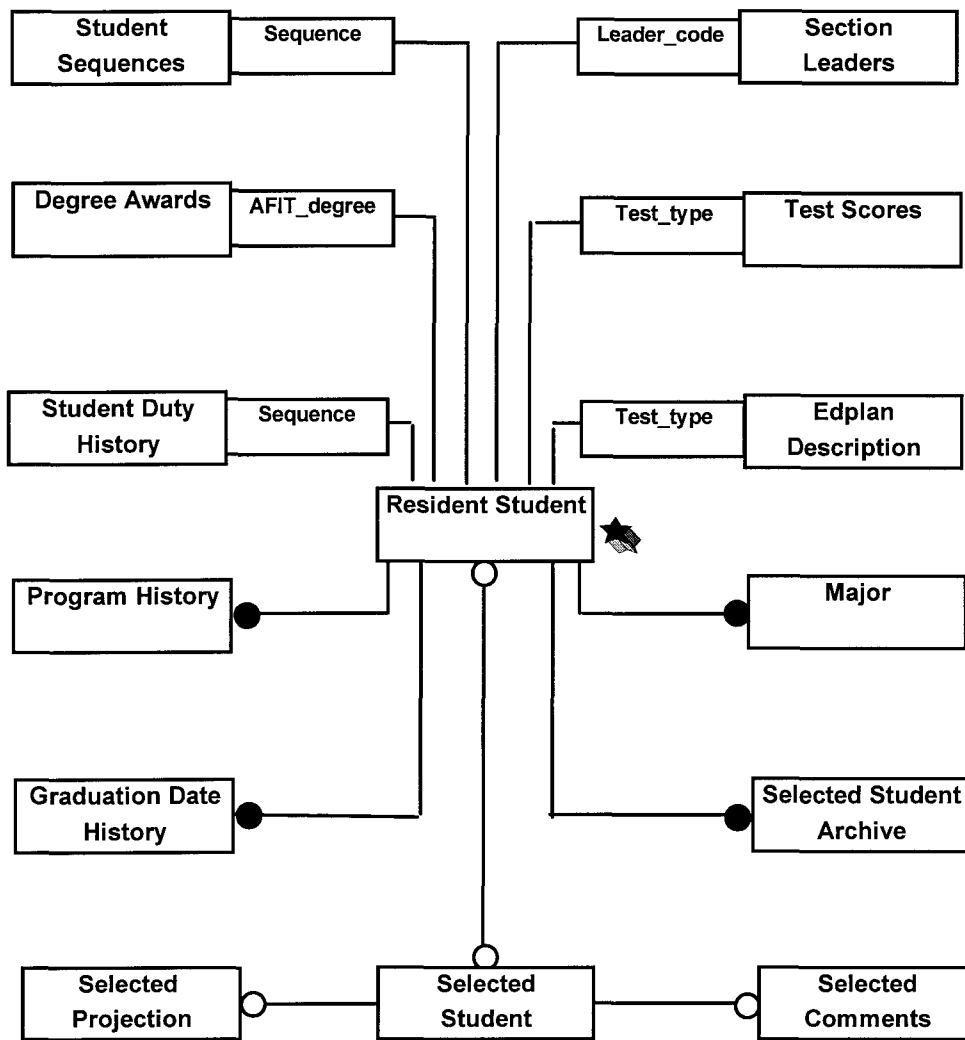 Student
Sequences
Sequence
Leader_code
Section
Leaders
Degree Awards
AFIT_degree
Test_type
Test Scores
Student Duty
History
Sequence
Test_type
Edplan
Description
Resident Student
Program History
Major
Graduation Date
History
Selected Student
Archive
Selected
Projection
Selected
Student
Selected
Comments